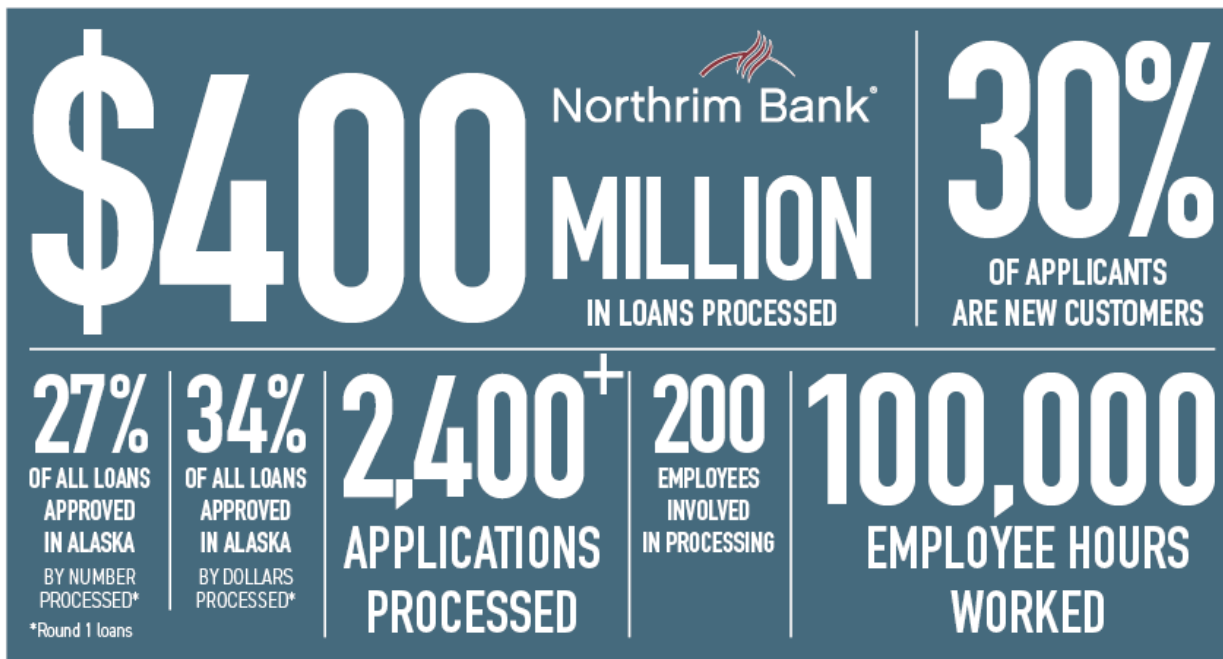 $400
Northrim Bank®
MILLION
IN LOANS PROCESSED
30%
OF APPLICANTS
ARE NEW CUSTOMERS
27%
OF ALL LOANS
APPROVED
IN ALASKA
BY NUMBER
PROCESSED*
*Round 1 loans
34%
OF ALL LOANS
APPROVED
IN ALASKA
BY DOLLARS
PROCESSED*
2,400+
APPLICATIONS
PROCESSED
200
EMPLOYEES
INVOLVED
IN PROCESSING
100,000
EMPLOYEE HOURS
WORKED